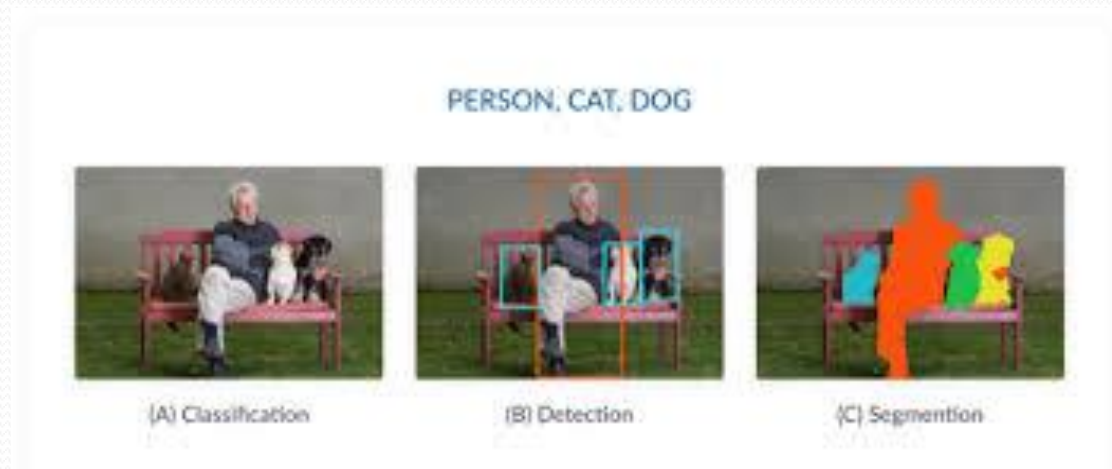 PERSON, CAT, DOG
(A) Classification
(B) Detection
(C) Segmention